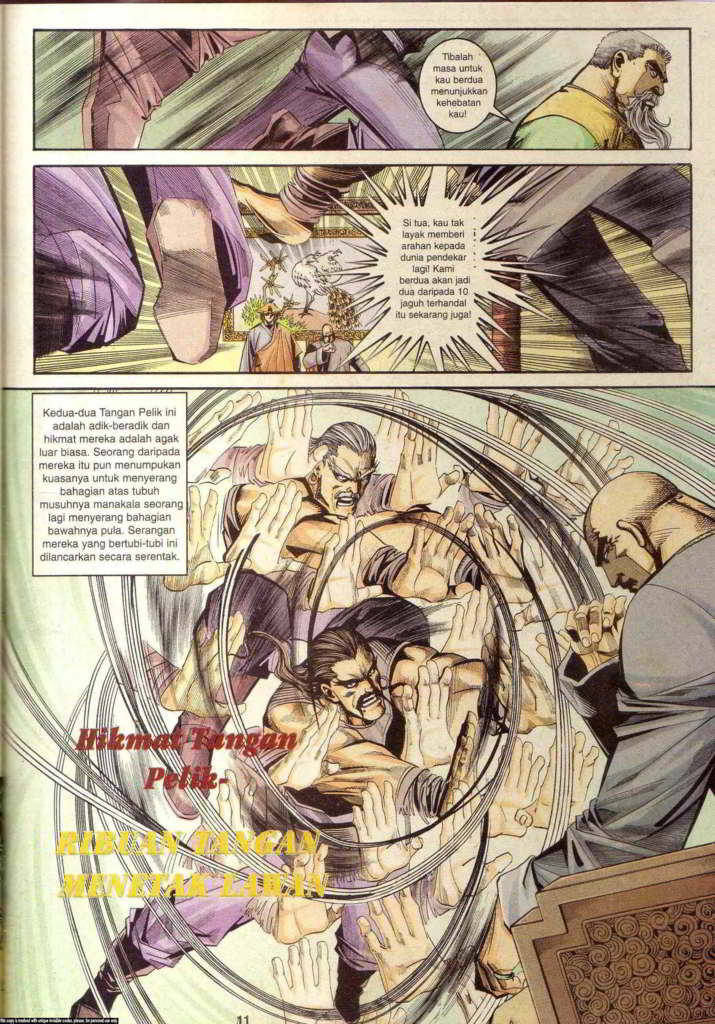 Tibalah
masa untuk
kau berdua
menunjukkan
kehebatan
kau!
Si tua, kau tak
layak memberi
arahan kepada
dunia pendekar
lagi! Kami
berdua akan jadi
dua daripada 10
jaguh terhandal
itu sekarang juga!
Kedua-dua Tangan Pelik ini
adalah adik-beradik dan
hikmat mereka adalah agak
luar biasa. Seorang daripada
mereka itu pun menumpukan
kuasanya untuk menyerang
bahagian atas tubuh
musuhnya manakala seorang
lagi menyerang bahagian
bawahnya pula. Serangan
mereka yang bertubi-tubi ini
dilancarkan secara serentak.
Hikmat Tangan
Pelik-
RIBUAN TANGAN
MENETAK LAWAN
11